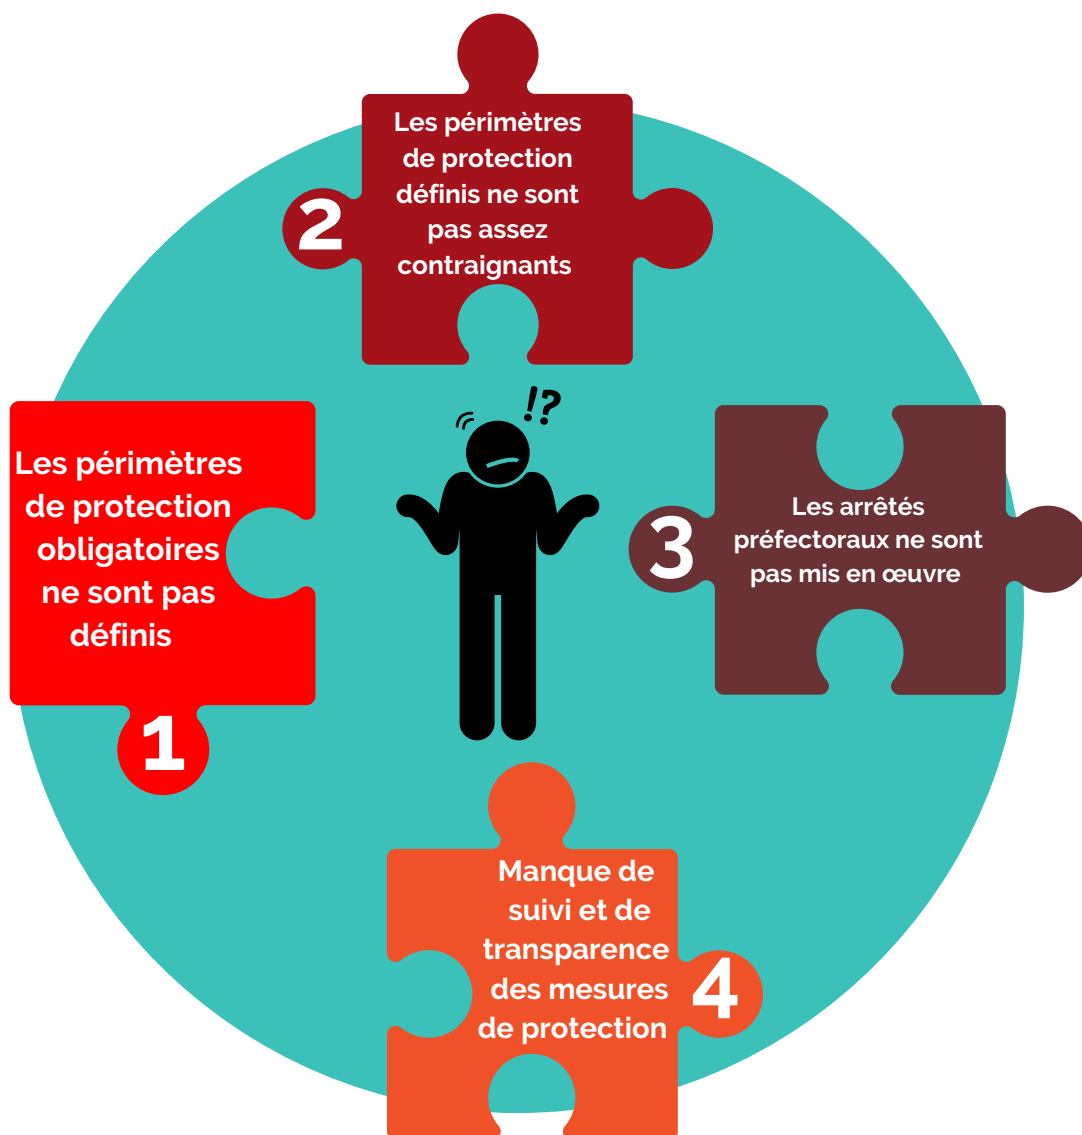 1
Les périmètres
de protection
obligatoires
ne sont pas
définis
2
Les périmètres
de protection
définis ne sont
pas assez
contraignants
!?
3
Les arrêtés
préfectoraux ne sont
pas mis en œuvre
4
Manque de
suivi et de
transparence
des mesures
de protection